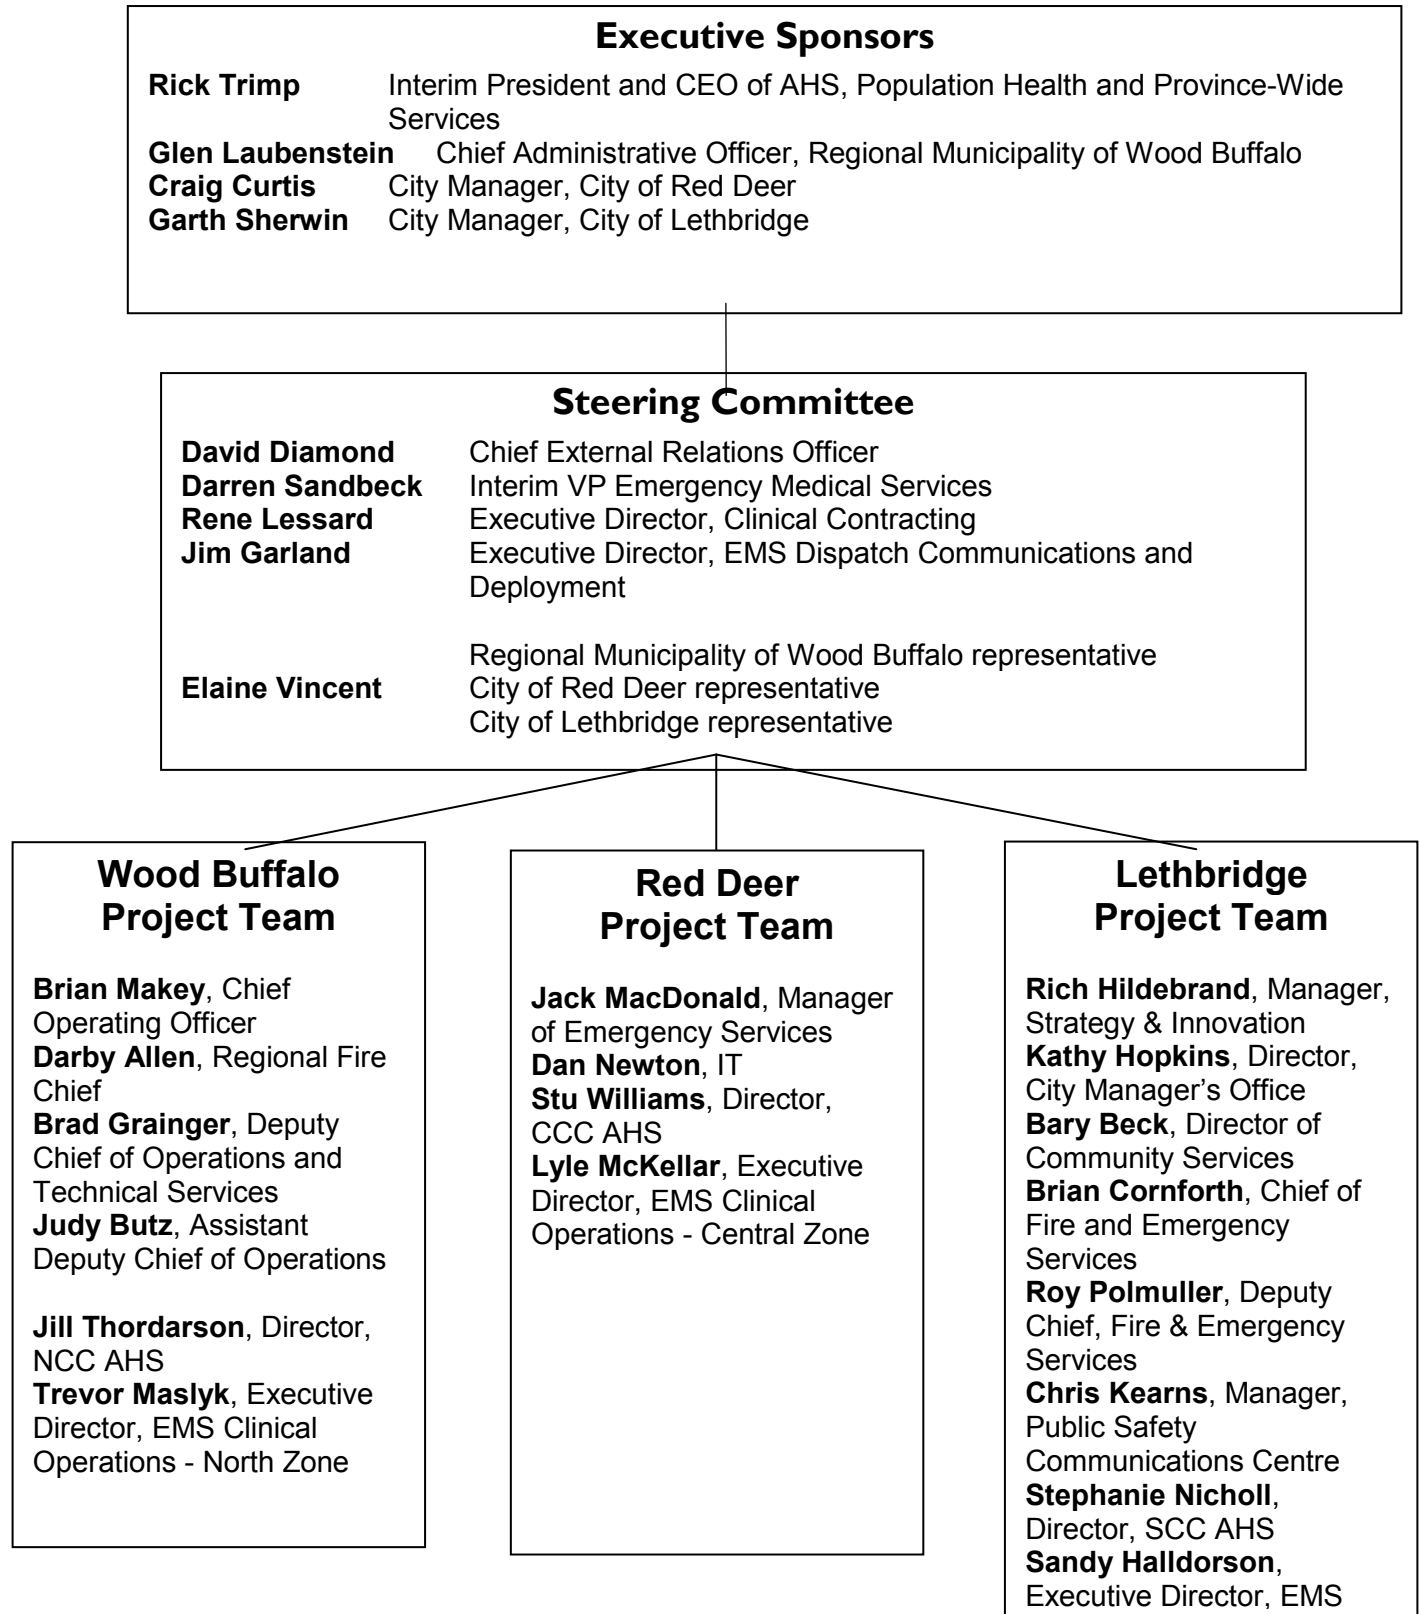 Executive Sponsors
Rick Trimp Interim President and CEO of AHS, Population Health and Province-Wide
Services
Glen Laubenstein Chief Administrative Officer, Regional Municipality of Wood Buffalo
Craig Curtis City Manager, City of Red Deer
Garth Sherwin City Manager, City of Lethbridge
Steering Committee
David Diamond Chief External Relations Officer
Darren Sandbeck Interim VP Emergency Medical Services
Rene Lessard Executive Director, Clinical Contracting
Jim Garland Executive Director, EMS Dispatch Communications and
Deployment
Regional Municipality of Wood Buffalo representative
Elaine Vincent City of Red Deer representative
City of Lethbridge representative
Wood Buffalo
Project Team
Brian Makey, Chief
Operating Officer
Darby Allen, Regional Fire
Chief
Brad Grainger, Deputy
Chief of Operations and
Technical Services
Judy Butz, Assistant
Deputy Chief of Operations
Jill Thordarson, Director,
NCC AHS
Trevor Maslyk, Executive
Director, EMS Clinical
Operations - North Zone
Red Deer
Project Team
Jack MacDonald, Manager
of Emergency Services
Dan Newton, IT
Stu Williams, Director,
CCC AHS
Lyle McKellar, Executive
Director, EMS Clinical
Operations - Central Zone
Lethbridge
Project Team
Rich Hildebrand, Manager,
Strategy & Innovation
Kathy Hopkins, Director,
City Manager’s Office
Bary Beck, Director of
Community Services
Brian Cornforth, Chief of
Fire and Emergency
Services
Roy Polmuller, Deputy
Chief, Fire & Emergency
Services
Chris Kearns, Manager,
Public Safety
Communications Centre
Stephanie Nicholl,
Director, SCC AHS
Sandy Halldorson,
Executive Director, EMS